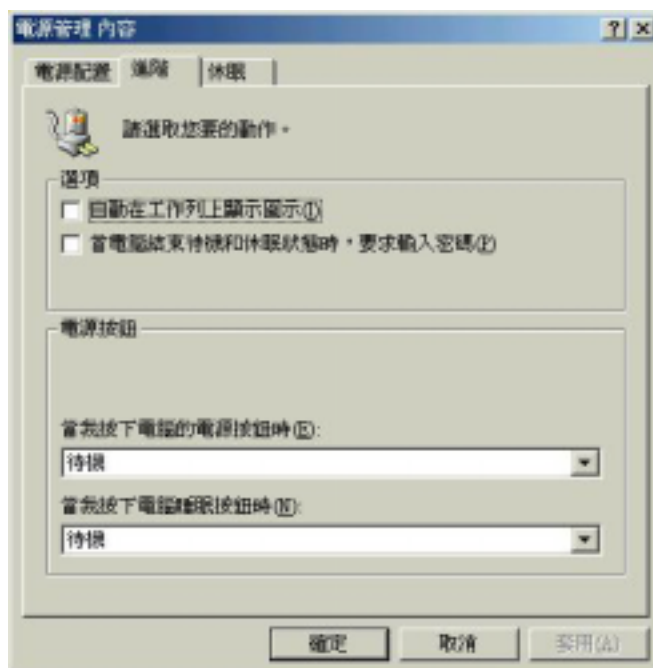 電源管理 內容
電源配置 進階 休眠
請選取您要的動作。
選項
自動在工作列上顯示圖示(I)
當電腦結束待機和休眠狀態時，要求輸入密碼(P)
電源按鈕
當我按下電腦的電源按鈕時(E):
待機
當我按下電腦睡眠按鈕時(N):
待機
確定 取消 套用(A)